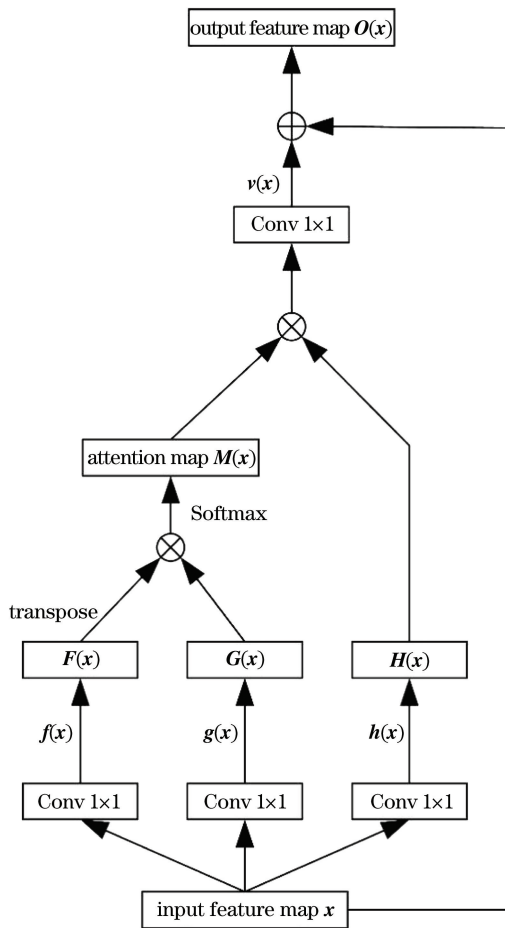 output feature map O(x)
v(x)
Conv 1×1
attention map M(x)
Softmax
transpose
F(x) G(x) H(x)
f(x) g(x) h(x)
Conv 1×1 Conv 1×1 Conv 1×1
input feature map x